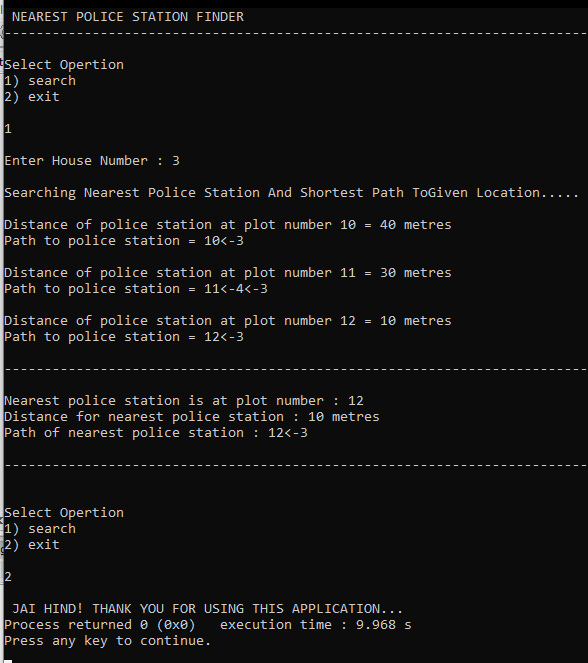 NEAREST POLICE STATION FINDER
--------------------------------------------------------------------------
Select Opertion
1) search
2) exit
1
Enter House Number : 3
Searching Nearest Police Station And Shortest Path ToGiven Location.....
Distance of police station at plot number 10 = 40 metres
Path to police station = 10<-3
Distance of police station at plot number 11 = 30 metres
Path to police station = 11<-4<-3
Distance of police station at plot number 12 = 10 metres
Path to police station = 12<-3
--------------------------------------------------------------------------
Nearest police station is at plot number : 12
Distance for nearest police station : 10 metres
Path of nearest police station : 12<-3
--------------------------------------------------------------------------
Select Opertion
1) search
2) exit
2
JAI HIND! THANK YOU FOR USING THIS APPLICATION...
Process returned 0 (0x0)   execution time : 9.968 s
Press any key to continue.